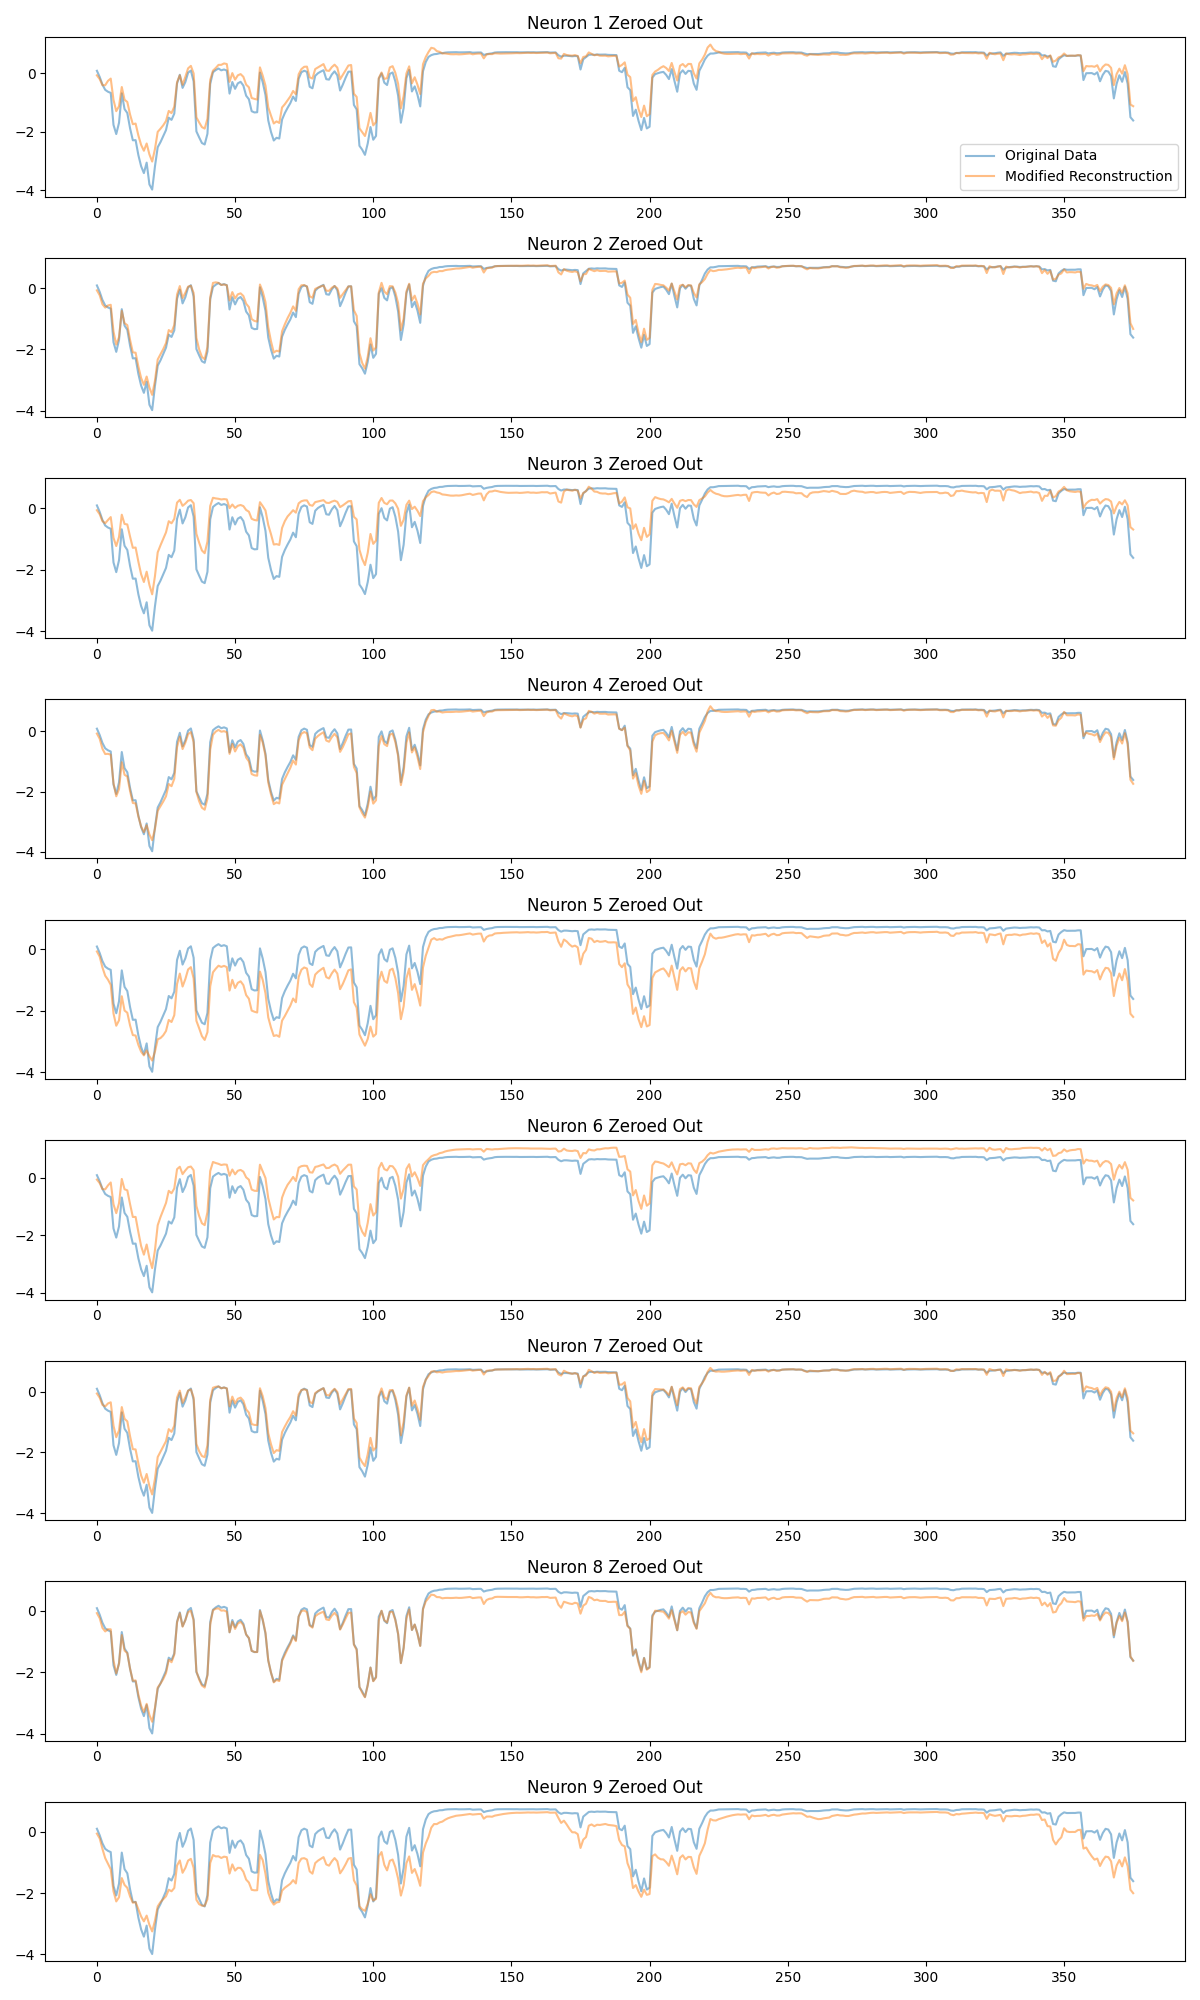 Neuron 1 Zeroed Out
0
−2
−4
Original Data
Modified Reconstruction
0 50 100 150 200 250 300 350
Neuron 2 Zeroed Out
0
−2
−4
0 50 100 150 200 250 300 350
Neuron 3 Zeroed Out
0
−2
−4
0 50 100 150 200 250 300 350
Neuron 4 Zeroed Out
0
−2
−4
0 50 100 150 200 250 300 350
Neuron 5 Zeroed Out
0
−2
−4
0 50 100 150 200 250 300 350
Neuron 6 Zeroed Out
0
−2
−4
0 50 100 150 200 250 300 350
Neuron 7 Zeroed Out
0
−2
−4
0 50 100 150 200 250 300 350
Neuron 8 Zeroed Out
0
−2
−4
0 50 100 150 200 250 300 350
Neuron 9 Zeroed Out
0
−2
−4
0 50 100 150 200 250 300 350